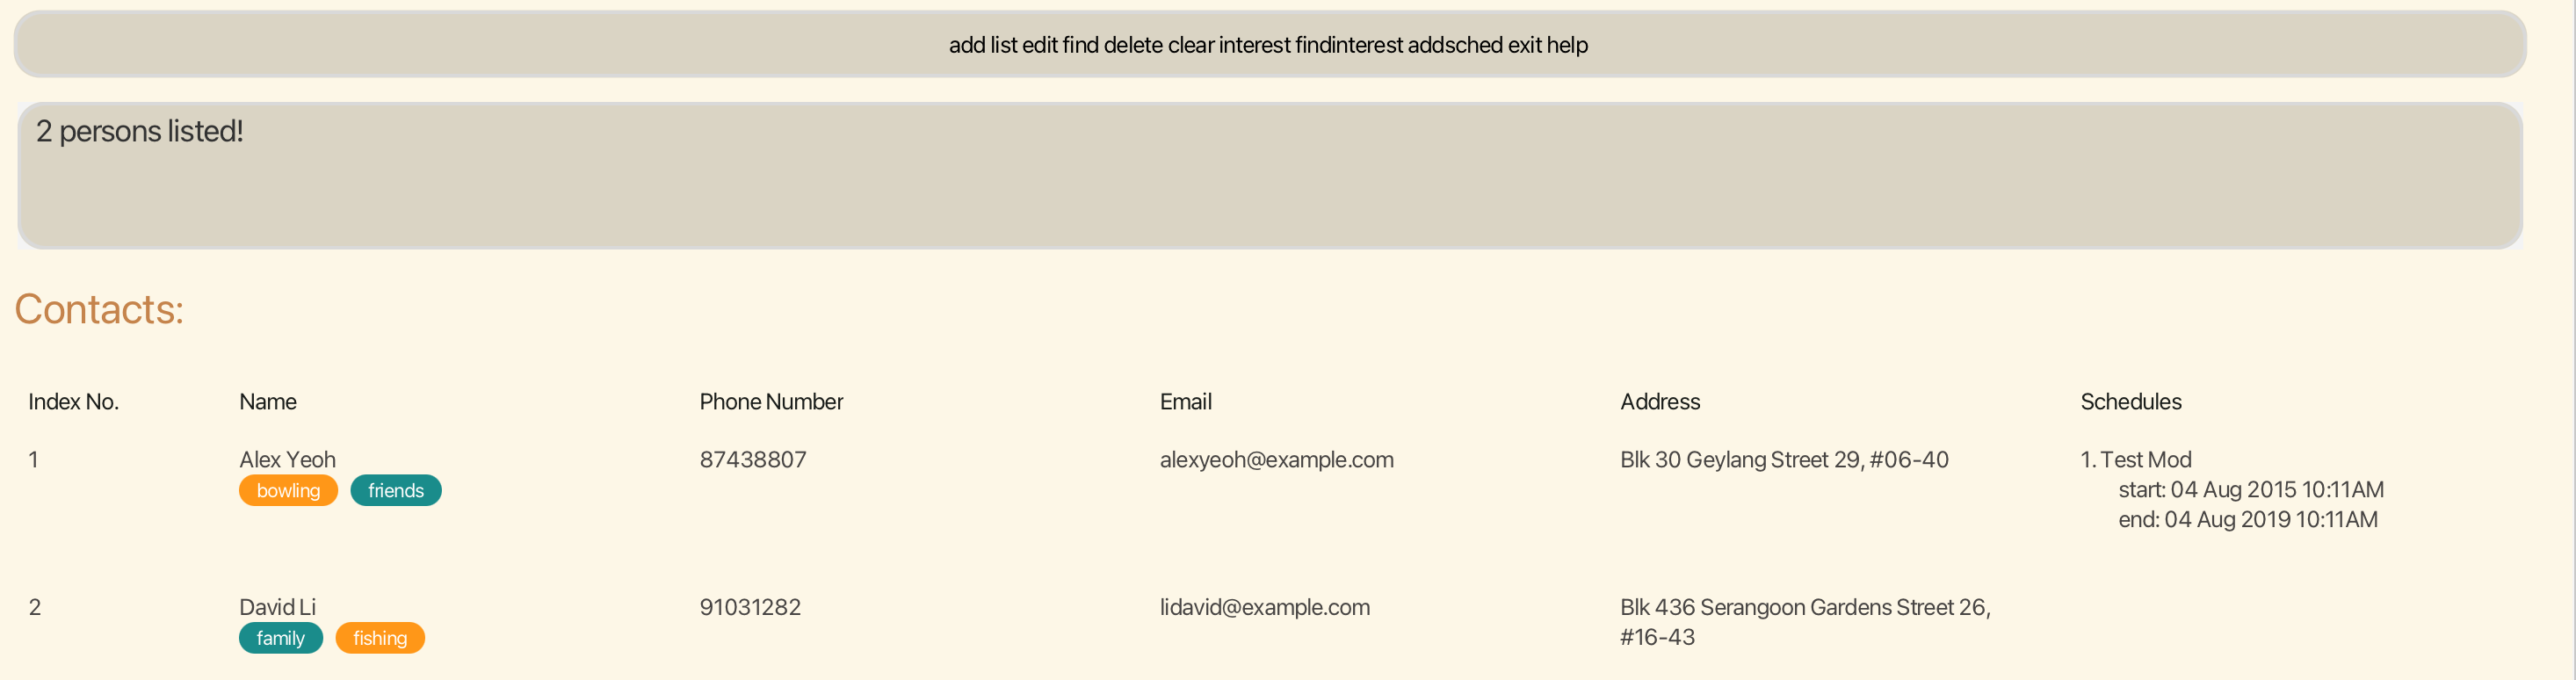 add list edit find delete clear interest findinterest addsched exit help
2 persons listed!
Contacts:
Index No. Name Phone Number Email Address Schedules
1 Alex Yeoh 87438807 alexyeoh@example.com Blk 30 Geylang Street 29, #06-40 1. Test Mod
bowling friends start: 04 Aug 2015 10:11AM
end: 04 Aug 2019 10:11AM
2 David Li 91031282 lidavid@example.com Blk 436 Serangoon Gardens Street 26,
family fishing #16-43